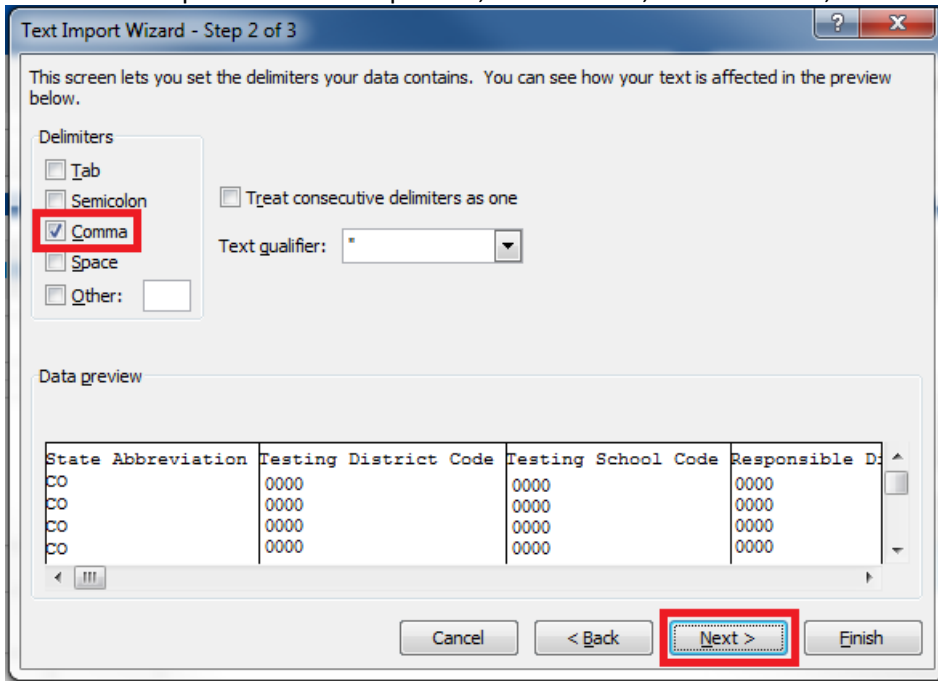 Text Import Wizard - Step 2 of 3
This screen lets you set the delimiters your data contains. You can see how your text is affected in the preview
below.
Delimiters
Tab
Semicolon
Treat consecutive delimiters as one
Comma
Text qualifier: "
Space
Other:
Data preview
State Abbreviation Testing District Code Testing School Code Responsible Di
CO 0000 0000 0000
CO 0000 0000 0000
CO 0000 0000 0000
CO 0000 0000 0000
Cancel < Back Next > Finish